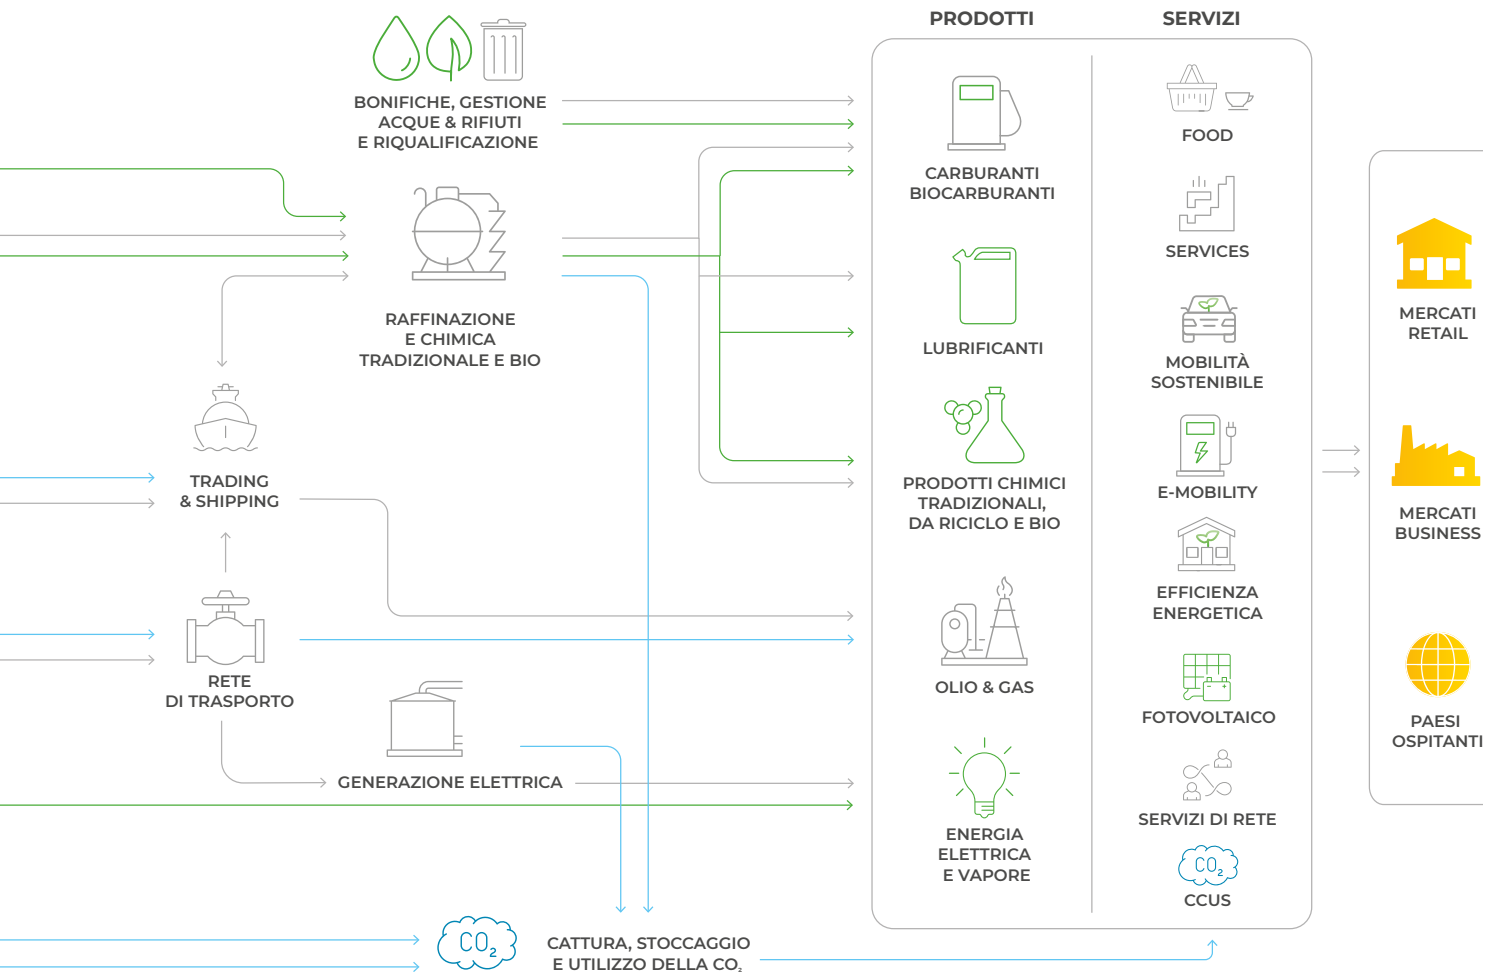 PRODOTTI
SERVIZI
BONIFICHE, GESTIONE
ACQUE & RIFIUTI
E RIQUALIFICAZIONE
RAFFINAZIONE
E CHIMICA
TRADIZIONALE E BIO
TRADING
& SHIPPING
RETE
DI TRASPORTO
GENERAZIONE ELETTRICA
CO₂
CATTURA, STOCCAGGIO
E UTILIZZO DELLA CO₂
CARBURANTI
BIOCARBURANTI
LUBRIFICANTI
PRODOTTI CHIMICI
TRADIZIONALI,
DA RICICLO E BIO
OLIO & GAS
ENERGIA
ELETTRICA
E VAPORE
FOOD
SERVICES
MOBILITÀ
SOSTENIBILE
E-MOBILITY
EFFICIENZA
ENERGETICA
FOTOVOLTAICO
SERVIZI DI RETE
CO₂
CCUS
MERCATI
RETAIL
MERCATI
BUSINESS
PAESI
OSPITANTI